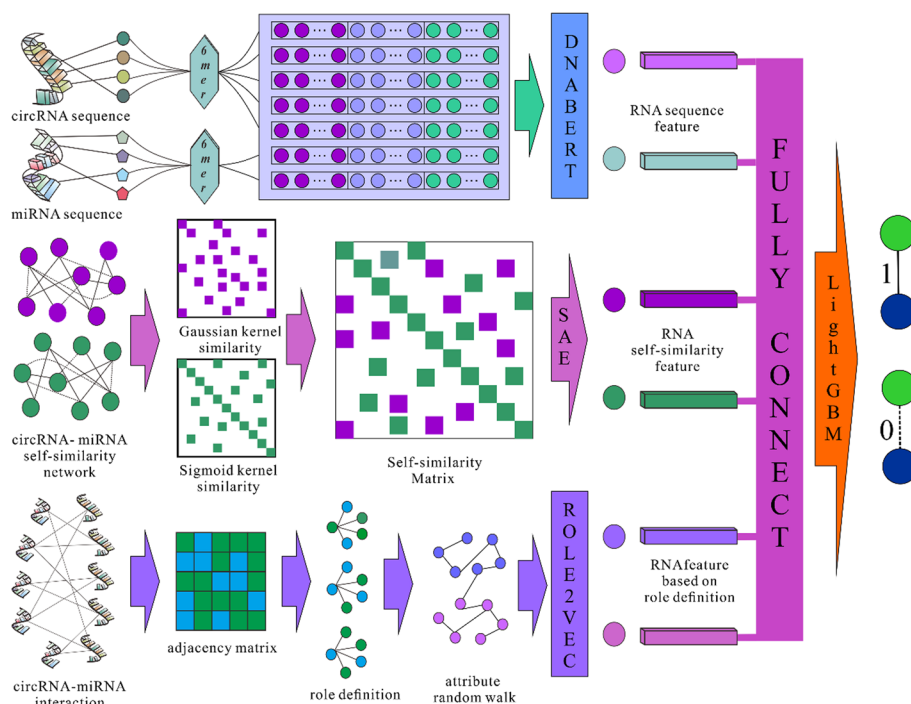 circRNA sequence
miRNA sequence
6mer
6mer
... ... ...
... ... ...
... ... ...
... ... ...
... ... ...
... ... ...
... ... ...
DNABERT
RNA sequence
feature
circRNA- miRNA
self-similarity
network
Gaussian kernel
similarity
Sigmoid kernel
similarity
Self-similarity
Matrix
SAE
RNA
self-similarity
feature
circRNA-miRNA
interaction
adjacency matrix
role definition
attribute
random walk
ROLE2VEC
RNAfeature
based on
role definition
FULLY CONNECT
LightGBM
1
0